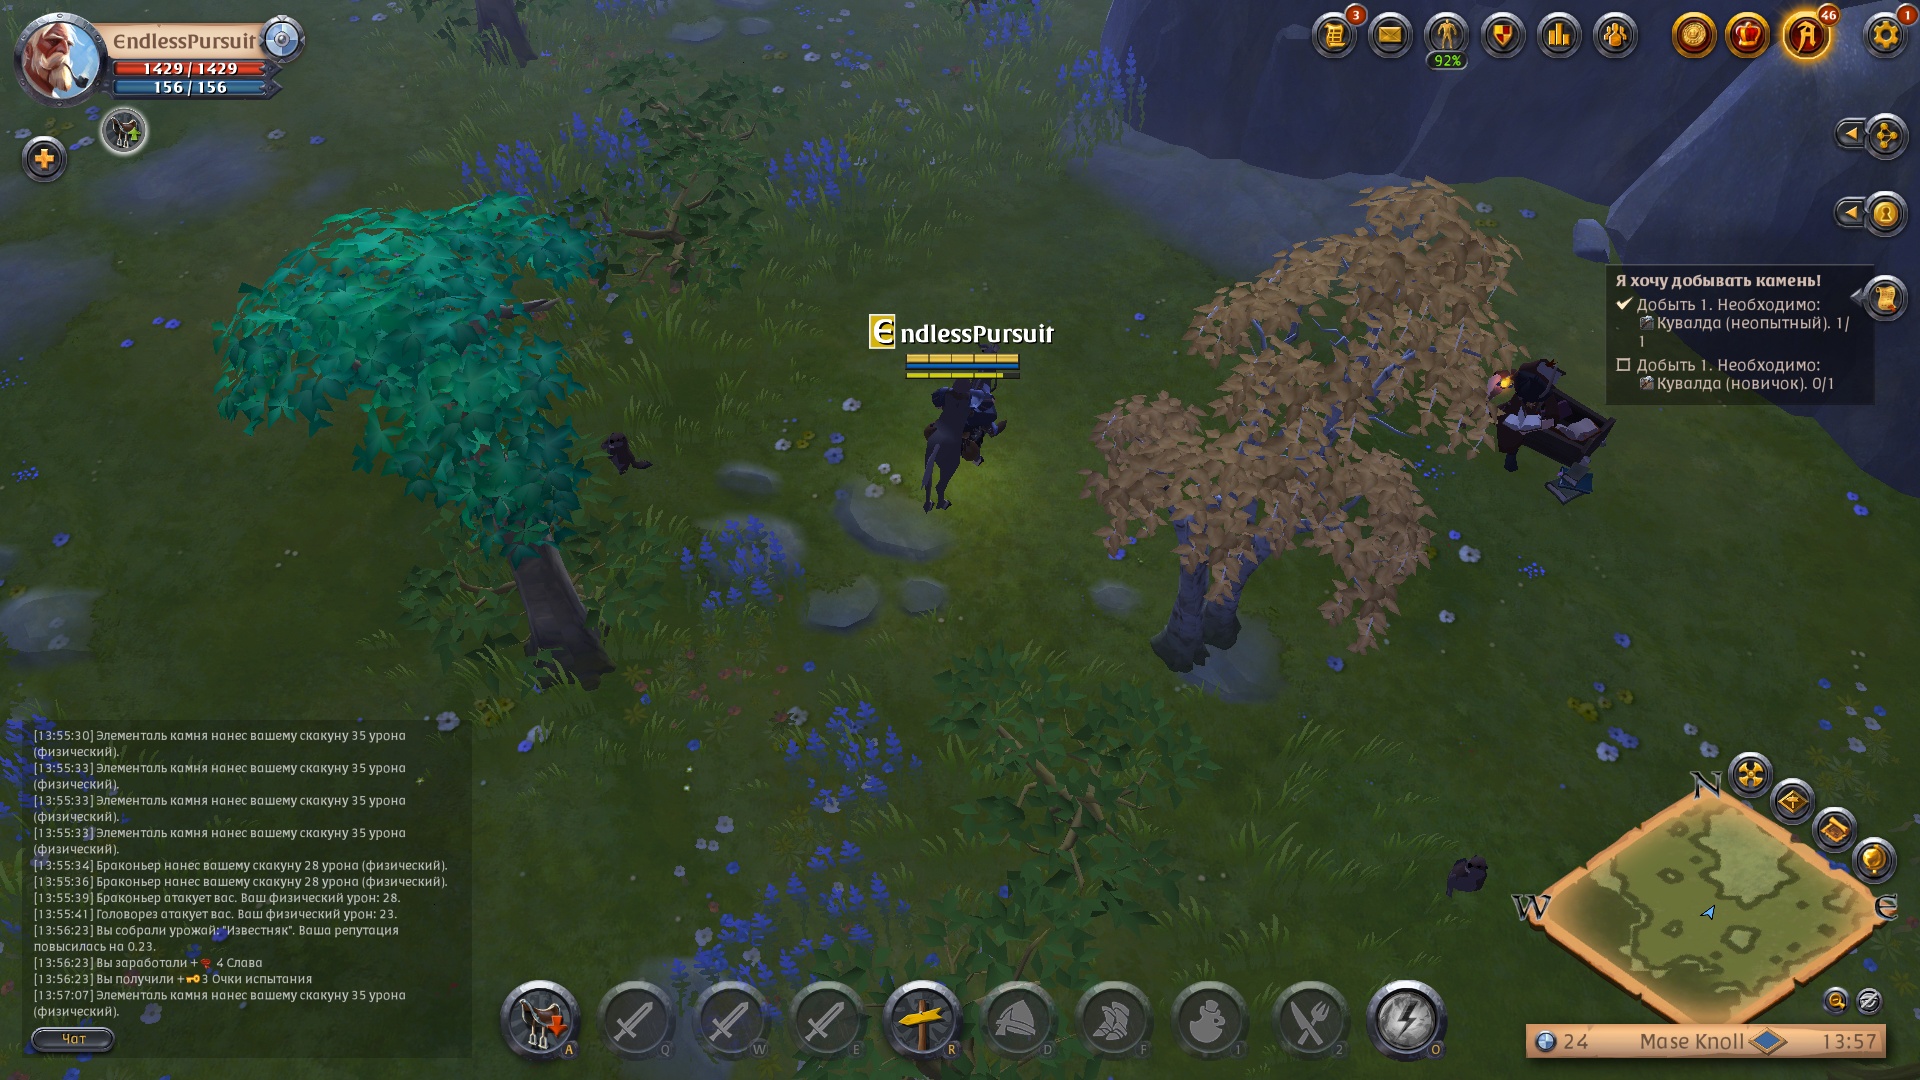 EndlessPursuit
1429 / 1429
156 / 156
3
92%
46
1
Я хочу добывать камень!
Добыть 1. Необходимо:
Кувалда (неопытный). 1/
1
Добыть 1. Необходимо:
Кувалда (новичок). 0/1
EndlessPursuit
[13:55:30] Элементаль камня нанес вашему скакуну 35 урона
(физический).
[13:55:33] Элементаль камня нанес вашему скакуну 35 урона
(физический).
[13:55:33] Элементаль камня нанес вашему скакуну 35 урона
(физический).
[13:55:33] Элементаль камня нанес вашему скакуну 35 урона
(физический).
[13:55:34] Браконьер нанес вашему скакуну 28 урона (физический).
[13:55:36] Браконьер нанес вашему скакуну 28 урона (физический).
[13:55:39] Браконьер атакует вас. Ваш физический урон: 28.
[13:55:41] Головорез атакует вас. Ваш физический урон: 23.
[13:56:23] Вы собрали урожай: "Известняк". Ваша репутация
повысилась на 0.23.
[13:56:23] Вы заработали + 4 Слава
[13:56:23] Вы получили + 3 Очки испытания
[13:57:07] Элементаль камня нанес вашему скакуну 35 урона
(физический).
Чат
A
Q
W
E
R
D
F
1
2
O
N
W
E
24
Mase Knoll
13:57